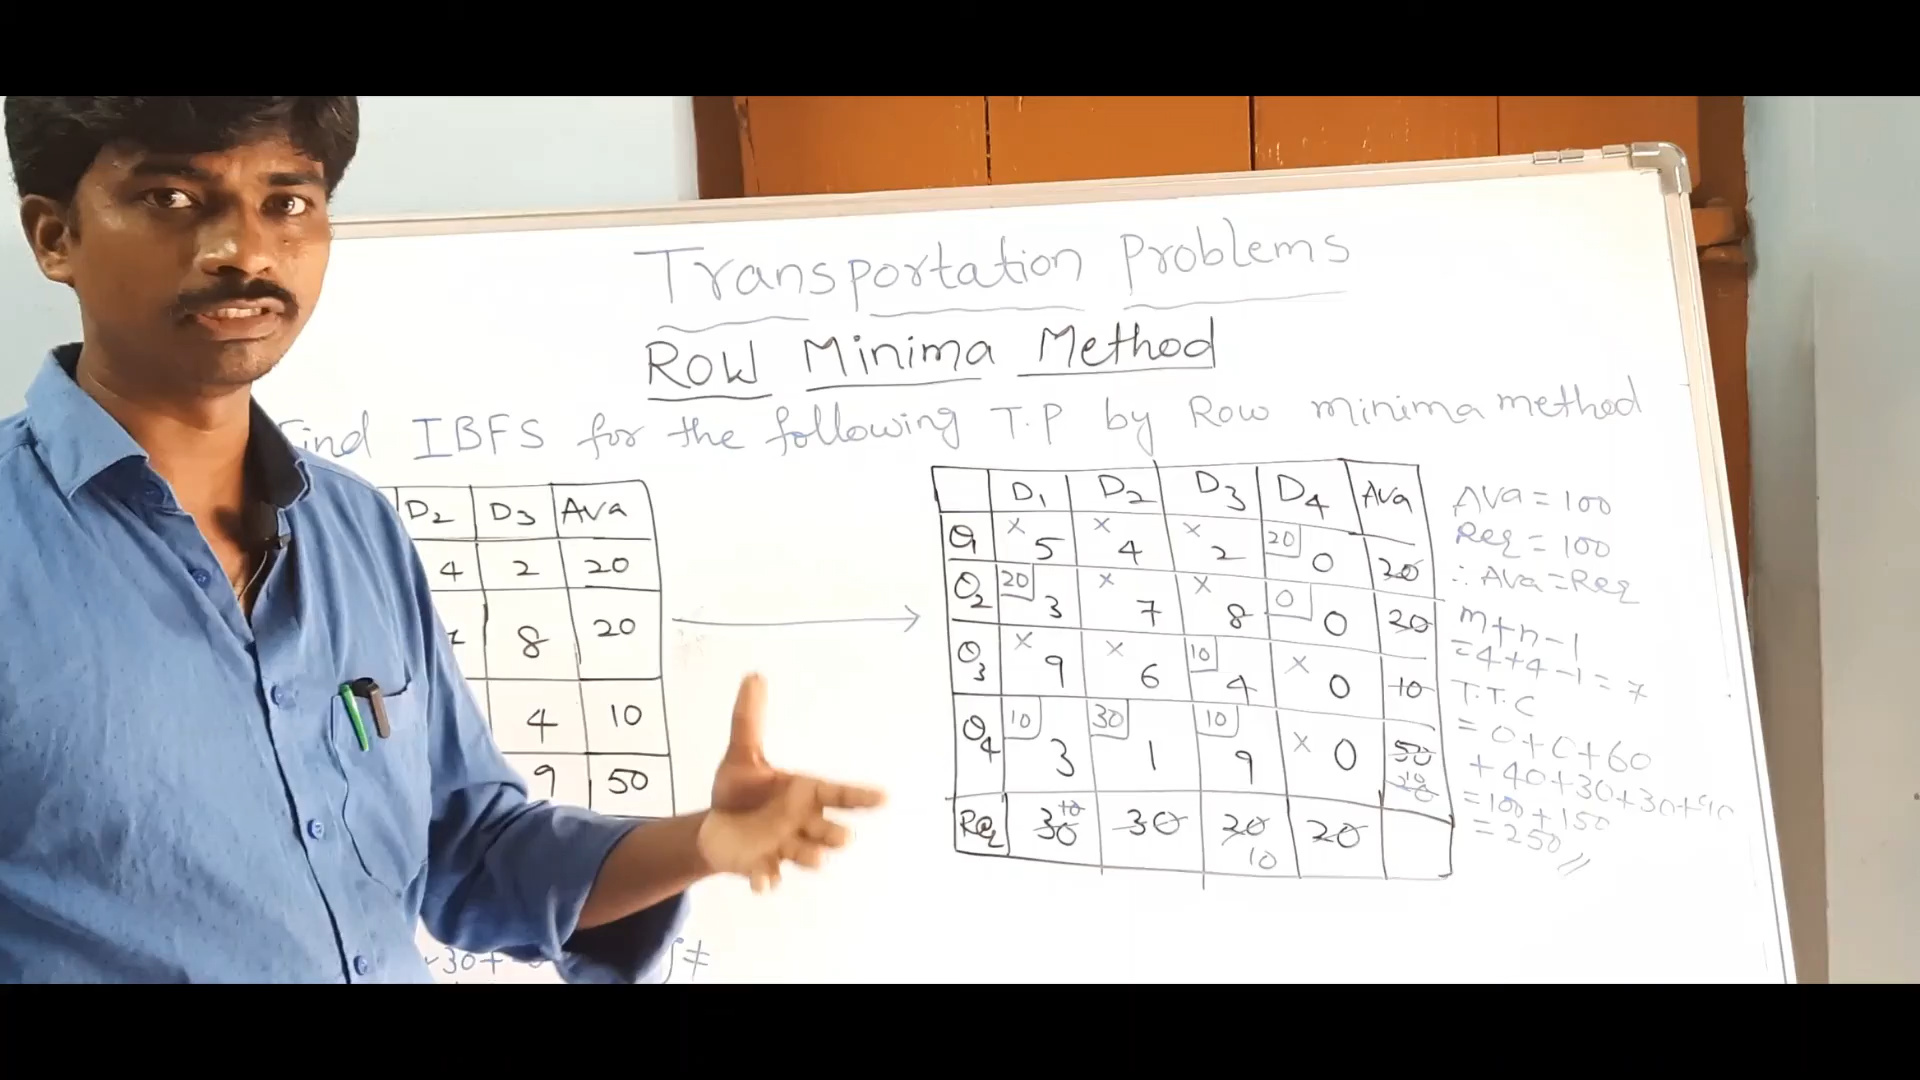 Transportation Problems
Row Minima Method
Find IBFS for the following T.P by Row minima method
D2 D3 Ava
4 2 20
8 20
4 10
9 50
D1 D2 D3 D4 Ava
O1 × 5 × 4 × 2 20 0 20
O2 20 3 × 7 × 8 0 0 20
O3 × 9 × 6 10 4 × 0 10
O4 10 3 30 1 10 9 × 0 50
Req 30 10 30 20 10 20
Ava = 100
Req = 100
∴ Ava = Req
m+n-1
= 4+4-1 = 7
T.T.C
= 0+0+60
+ 40+30+30+90
= 100+150
= 250 //
30+ ≠